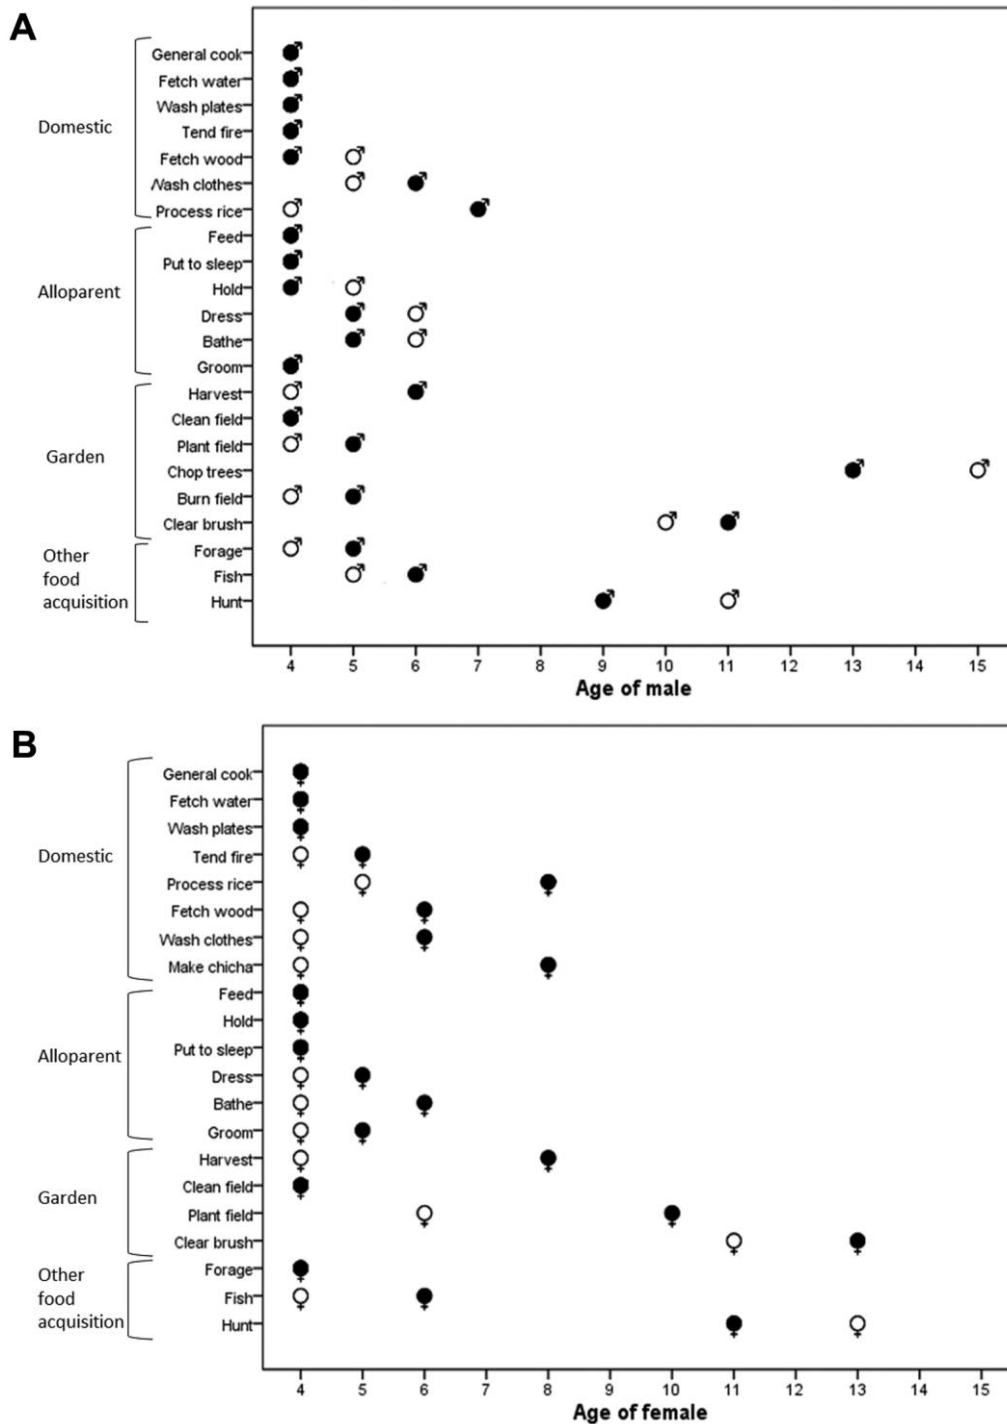 A
General cook
Fetch water
Wash plates
Domestic
Tend fire
Fetch wood
Wash clothes
Process rice
Feed
Put to sleep
Alloparent
Hold
Dress
Bathe
Groom
Harvest
Clean field
Garden
Plant field
Chop trees
Burn field
Clear brush
Other
food
acquisition
Forage
Fish
Hunt
4 5 6 7 8 9 10 11 12 13 14 15
Age of male
B
General cook
Fetch water
Wash plates
Domestic
Tend fire
Process rice
Fetch wood
Wash clothes
Make chicha
Feed
Hold
Alloparent
Put to sleep
Dress
Bathe
Groom
Harvest
Garden
Clean field
Plant field
Clear brush
Other
food
acquisition
Forage
Fish
Hunt
4 5 6 7 8 9 10 11 12 13 14 15
Age of female